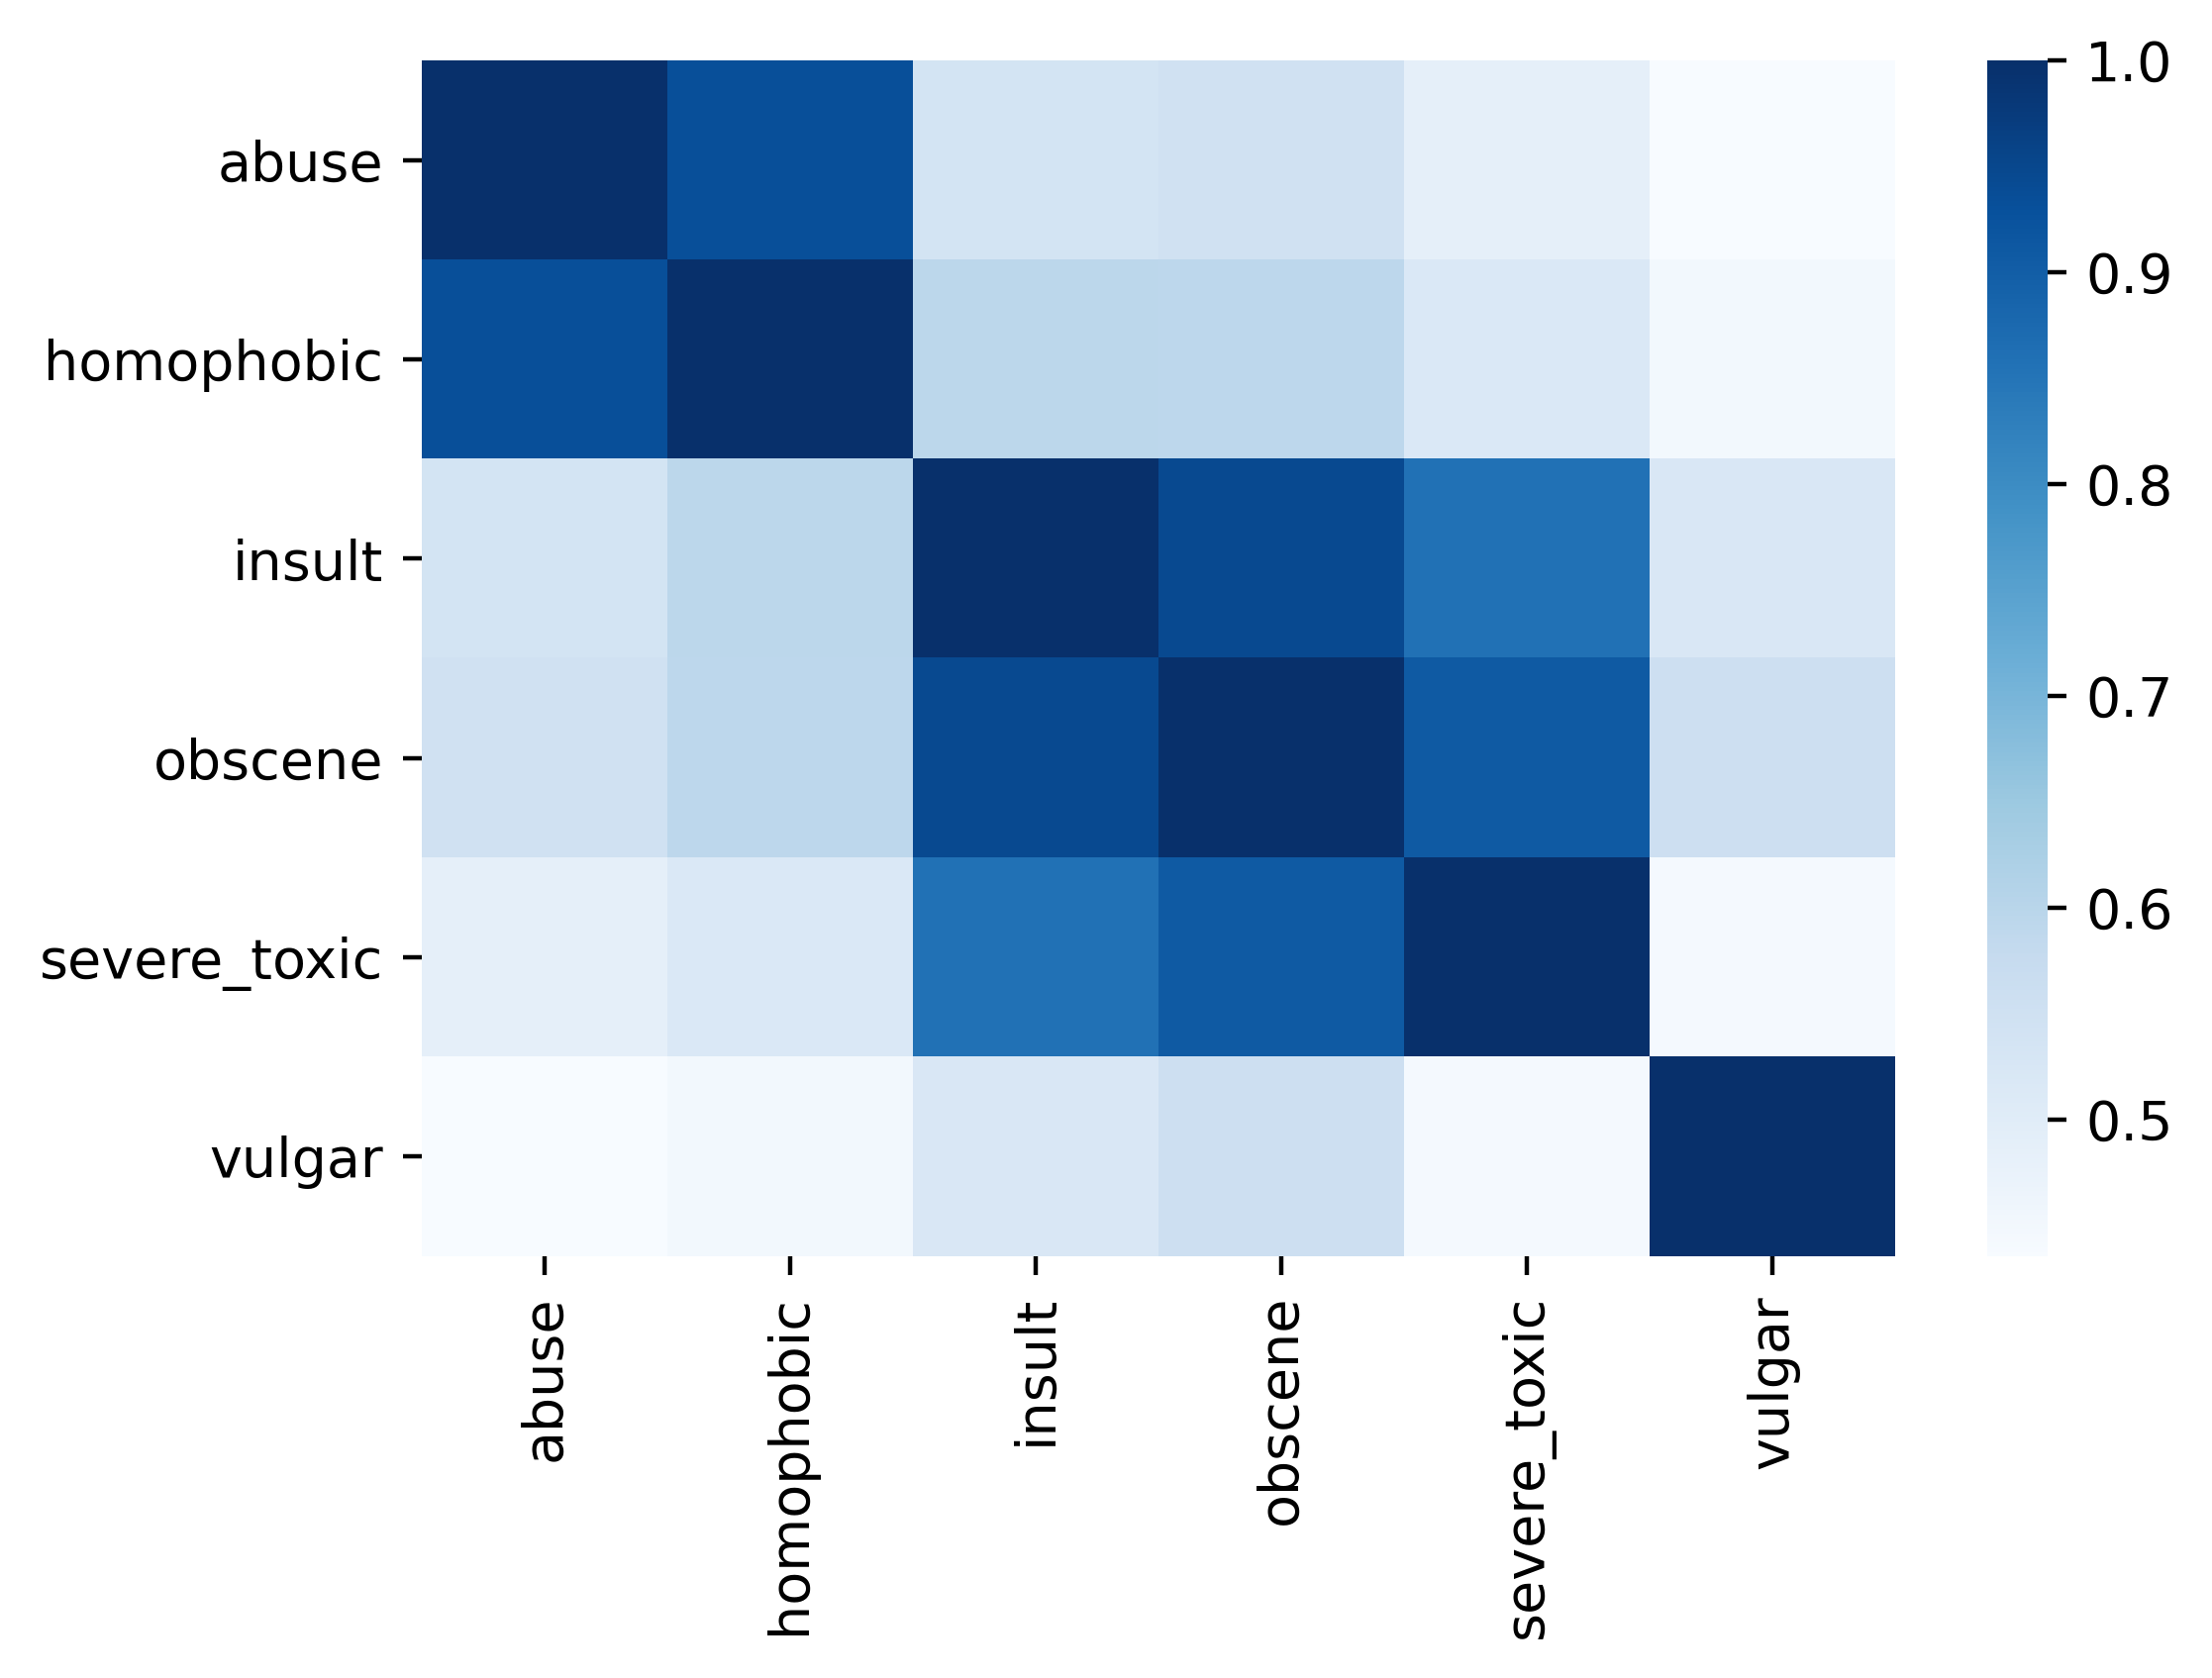 abuse
homophobic
insult
obscene
severe_toxic
vulgar
abuse
homophobic
insult
obscene
severe_toxic
vulgar
1.0
0.9
0.8
0.7
0.6
0.5